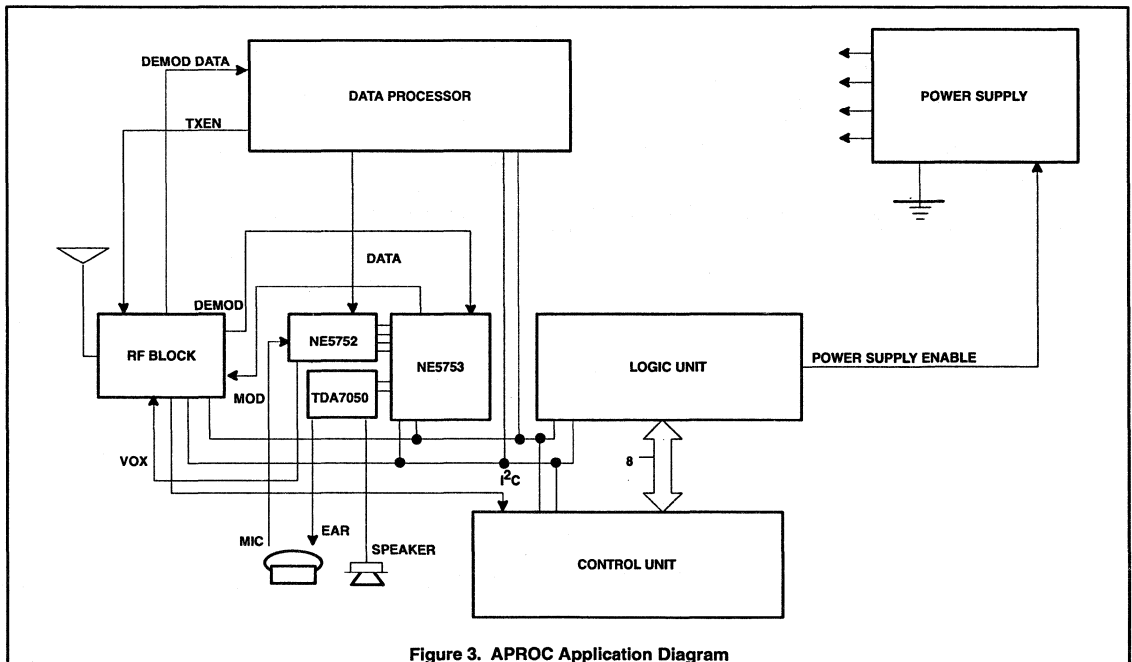 DEMOD DATA
DATA PROCESSOR
POWER SUPPLY
TXEN
DATA
DEMOD
NE5752
RF BLOCK
NE5753
LOGIC UNIT
POWER SUPPLY ENABLE
MOD
TDA7050
VOX
8
I²C
MIC
EAR
SPEAKER
CONTROL UNIT
Figure 3. APROC Application Diagram